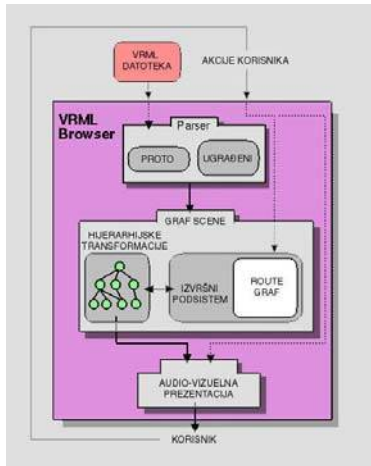 VRML
DATOTEKA
AKCIJE KORISNIKA
VRML
Browser
Parser
PROTO
UGRAĐENI
GRAF SCENE
HIJERARHIJSKE
TRANSFORMACIJE
IZVRŠNI
PODSISTEM
ROUTE
GRAF
AUDIO-VIZUELNA
PREZENTACIJA
KORISNIK